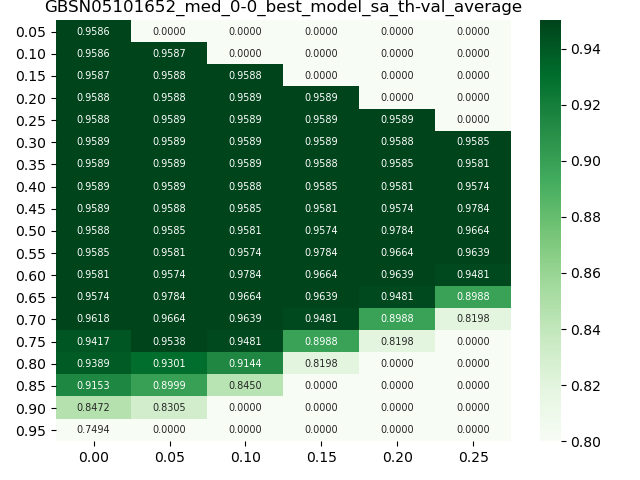 GBSN05101652_med_0-0_best_model_sa_th-val_average
0.05 0.9586 0.0000 0.0000 0.0000 0.0000 0.0000
0.10 0.9586 0.9587 0.0000 0.0000 0.0000 0.0000
0.15 0.9587 0.9588 0.9588 0.0000 0.0000 0.0000
0.20 0.9588 0.9588 0.9589 0.9589 0.0000 0.0000
0.25 0.9588 0.9589 0.9589 0.9589 0.9589 0.0000
0.30 0.9589 0.9589 0.9589 0.9589 0.9588 0.9585
0.35 0.9589 0.9589 0.9589 0.9588 0.9585 0.9581
0.40 0.9589 0.9589 0.9588 0.9585 0.9581 0.9574
0.45 0.9589 0.9588 0.9585 0.9581 0.9574 0.9784
0.50 0.9588 0.9585 0.9581 0.9574 0.9784 0.9664
0.55 0.9585 0.9581 0.9574 0.9784 0.9664 0.9639
0.60 0.9581 0.9574 0.9784 0.9664 0.9639 0.9481
0.65 0.9574 0.9784 0.9664 0.9639 0.9481 0.8988
0.70 0.9618 0.9664 0.9639 0.9481 0.8988 0.8198
0.75 0.9417 0.9538 0.9481 0.8988 0.8198 0.0000
0.80 0.9389 0.9301 0.9144 0.8198 0.0000 0.0000
0.85 0.9153 0.8999 0.8450 0.0000 0.0000 0.0000
0.90 0.8472 0.8305 0.0000 0.0000 0.0000 0.0000
0.95 0.7494 0.0000 0.0000 0.0000 0.0000 0.0000
0.00 0.05 0.10 0.15 0.20 0.25
0.94
0.92
0.90
0.88
0.86
0.84
0.82
0.80